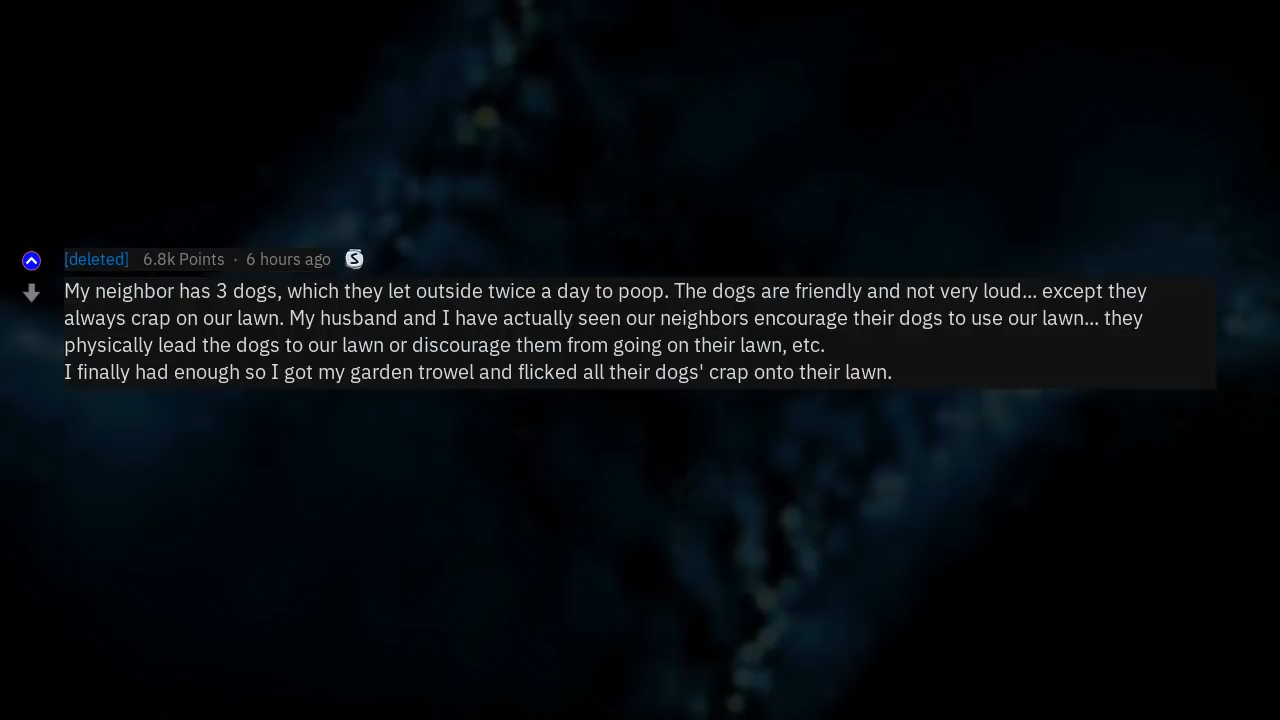 [deleted] 6.8k Points · 6 hours ago S
My neighbor has 3 dogs, which they let outside twice a day to poop. The dogs are friendly and not very loud... except they
always crap on our lawn. My husband and I have actually seen our neighbors encourage their dogs to use our lawn... they
physically lead the dogs to our lawn or discourage them from going on their lawn, etc.
I finally had enough so I got my garden trowel and flicked all their dogs' crap onto their lawn.